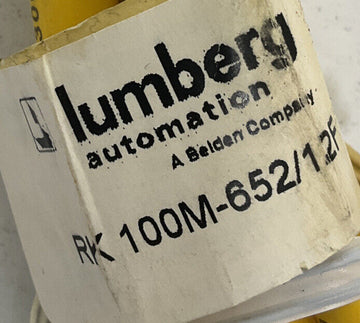 lumberg
automation
A Belden Company
RK 100M-652/1.2F